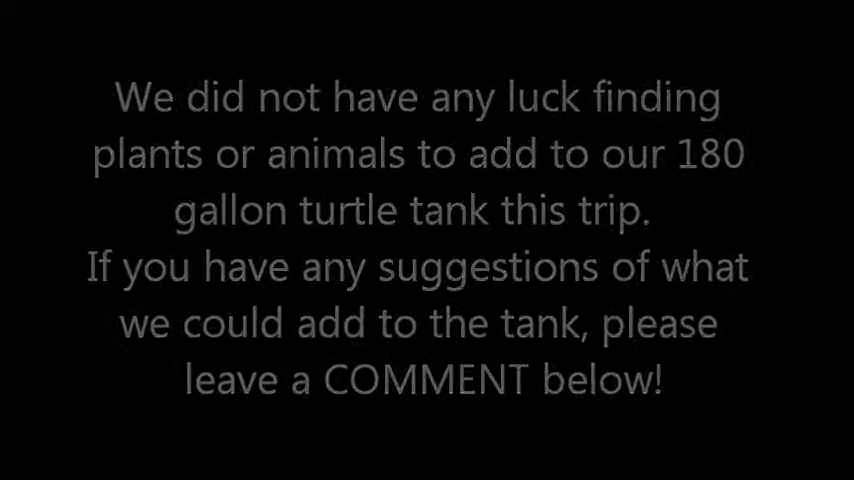 We did not have any luck finding
plants or animals to add to our 180
gallon turtle tank this trip.
If you have any suggestions of what
we could add to the tank, please
leave a COMMENT below!